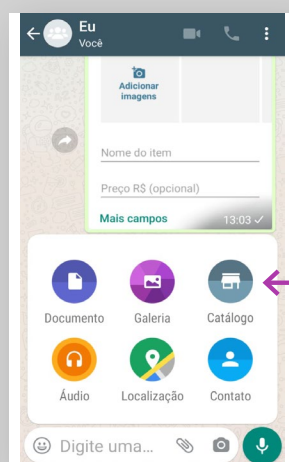 Eu
Você
Adicionar
imagens
Nome do item
Preço R$ (opcional)
Mais campos
13:03
Documento
Galeria
Catálogo
Áudio
Localização
Contato
Digite uma...